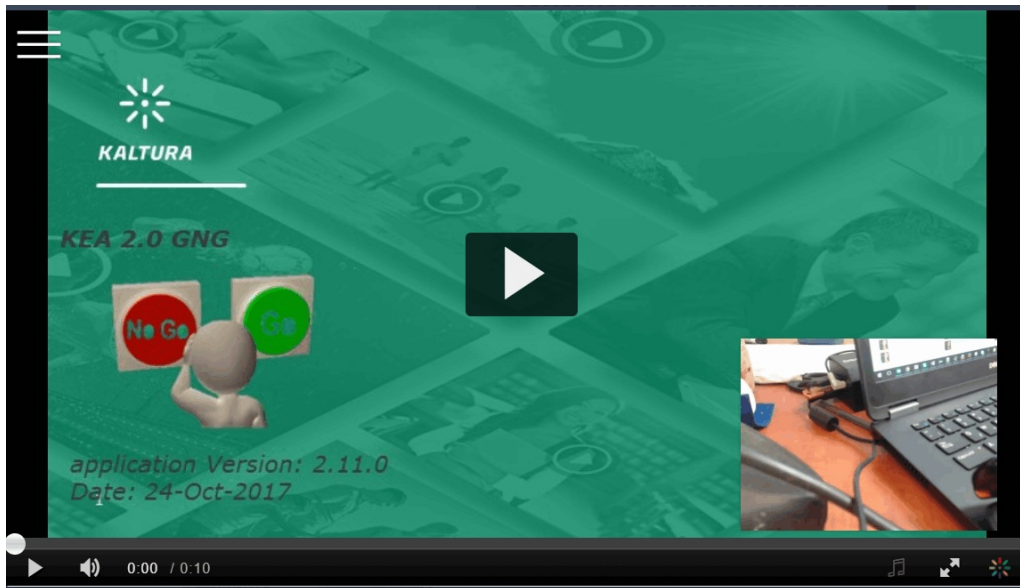 KALTURA
KEA 2.0 GNG
No Go
Go
application Version: 2.11.0
Date: 24-Oct-2017
0:00 / 0:10